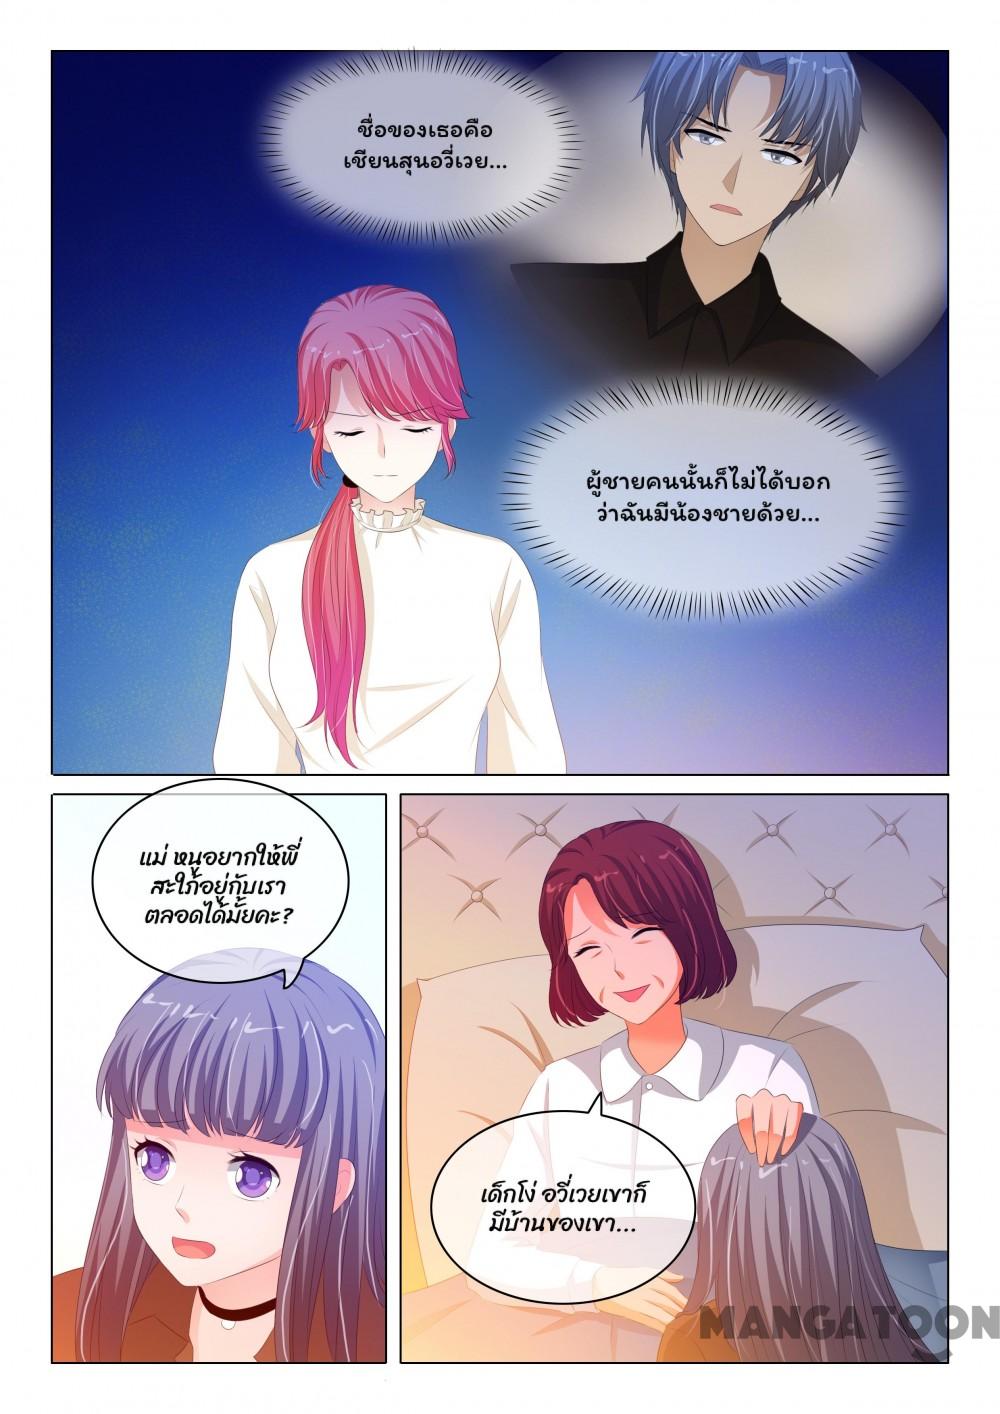 ชื่อของเธอคือ
เชียนสุนอวี่เวย...
ผู้ชายคนนั้นก็ไม่ได้บอก
ว่าฉันมีน้องชายด้วย...
แม่ หนูอยากให้พี่
สะใภ้อยู่กับเรา
ตลอดได้มั้ยคะ?
เด็กโง่ อวี่เวยเขาก็
มีบ้านของเขา...
MANGATOON